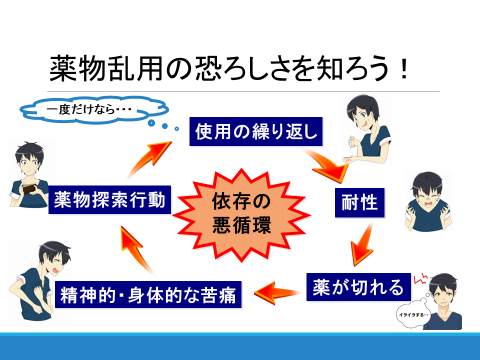 薬物乱用の恐ろしさを知ろう！
一度だけなら・・・
使用の繰り返し
耐性
薬が切れる
イライラする…
精神的・身体的な苦痛
薬物探索行動
依存の
悪循環